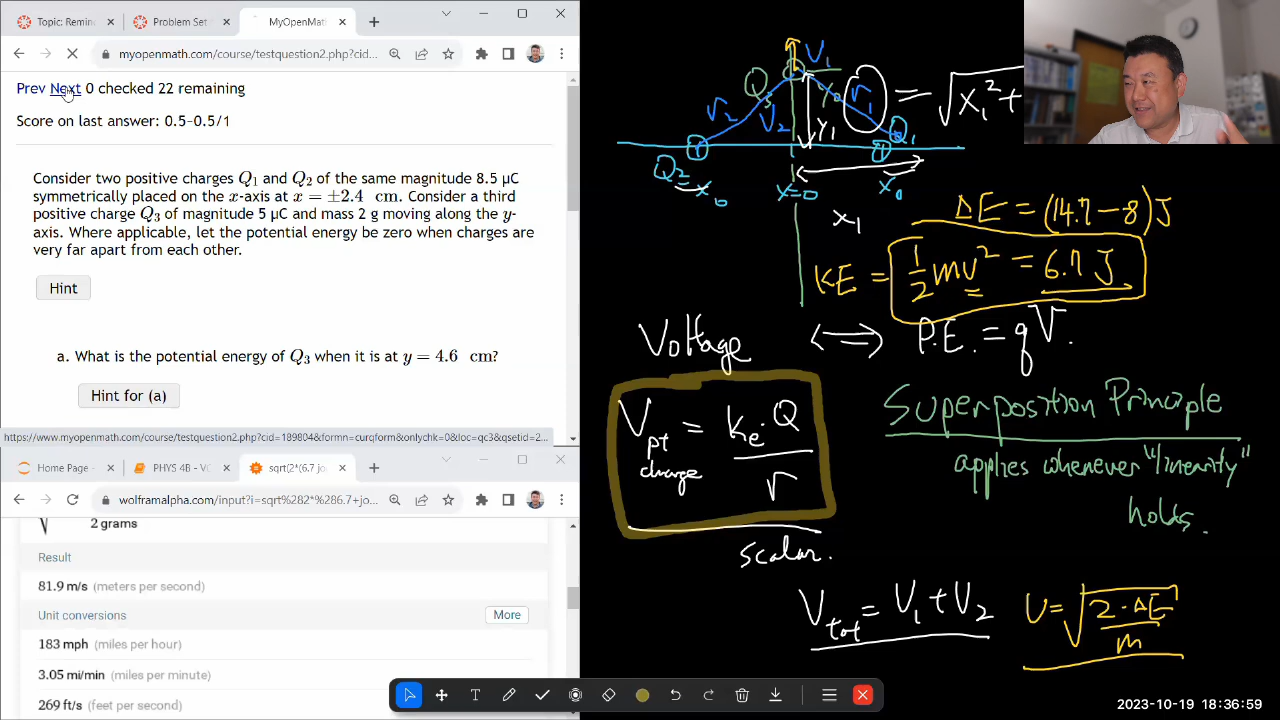 Topic: Remind
Problem Set
MyOpenMath
myopenmath.com/course/testquestion2.php?cid
Prev Next 0 checked 22 remaining
Score on last answer: 0.5-0.5/1
Consider two positive charges Q₁ and Q₂ of the same magnitude 8.5 μC
symmetrically placed on the x-axis at x = ±2.4 cm. Consider a third
positive charge Q₃ of magnitude 5 μC and mass 2 g moving along the y-
axis. Where applicable, let the potential energy be zero when charges are
very far apart from each other.
Hint
a. What is the potential energy of Q₃ when it is at y = 4.6 cm?
Hint for (a)
https://www.myopenmath.com/course/testquestion2.php?cid=189804&formn=curqform&onlychk=0&loc=qc3&qsetid=2...
Home Page -
PHYS 4B - V
sqrt(2*(6.7 jo
wolframalpha.com/input?i=sqrt%282*%286.7+jo...
2 grams
Result
81.9 m/s (meters per second)
Unit conversions
More
183 mph (miles per hour)
3.05 mi/min (miles per minute)
269 ft/s (feet per second)
V₁
Q₃
r₂
V₂
y₀
r₁ = √x₁² +
y₁
Q₁
Q₂
x₀
x=0
x₀
x₁
ΔE = (14.7 - 8) J
KE = ½ mv² = 6.7 J
Voltage ⟺ P.E. = qV.
V pt charge = ke·Q / r
scalar.
Superposition Principle
applies whenever "linearity"
holds.
V tot = V₁ + V₂
v = √(2·ΔE / m)
T
2023-10-19 18:36:59